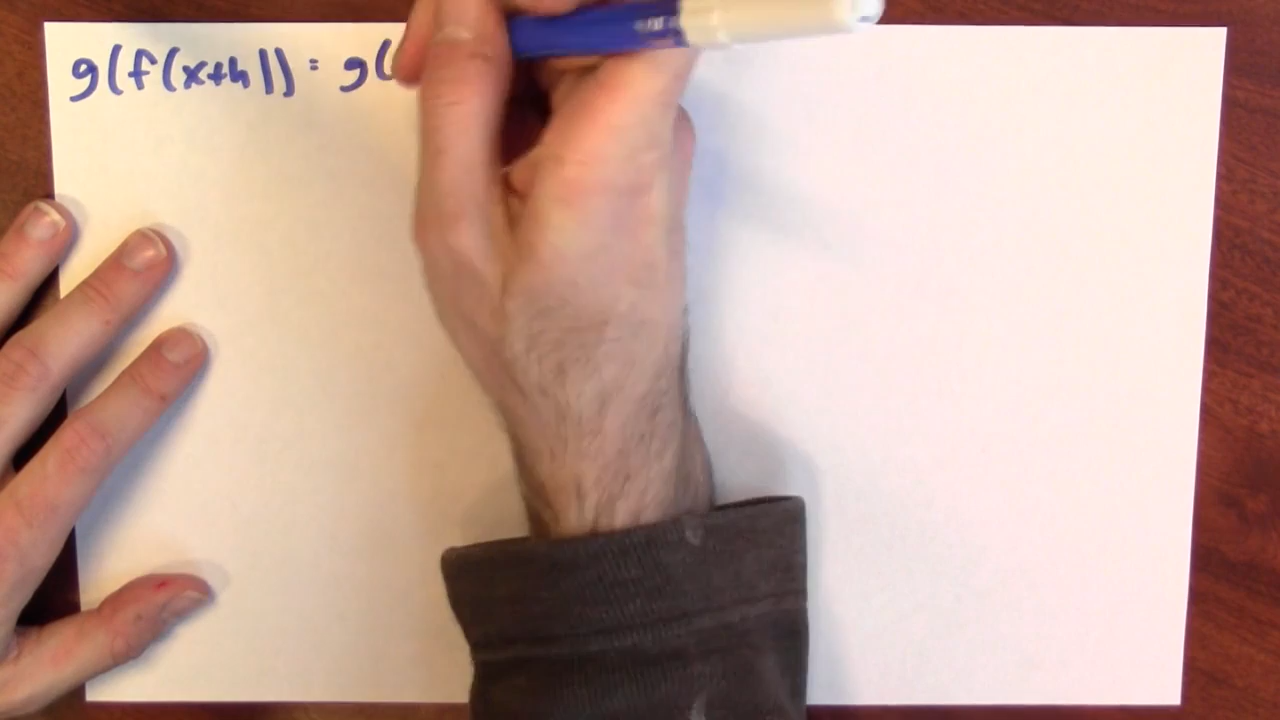 g(f(x+h)) = g(